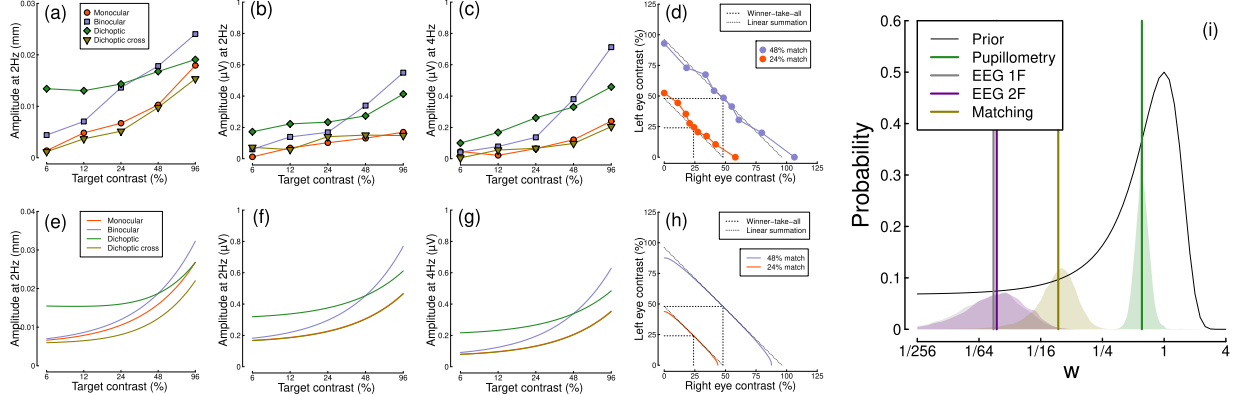 (a)
Monocular
Binocular
Dichoptic
Dichoptic cross
Amplitude at 2Hz (mm)
0.03
0.02
0.01
0
6 12 24 48 96
Target contrast (%)
(b)
Amplitude (µV) at 2Hz
1
0.8
0.6
0.4
0.2
0
6 12 24 48 96
Target contrast (%)
(c)
Amplitude (µV) at 4Hz
1
0.8
0.6
0.4
0.2
0
6 12 24 48 96
Target contrast (%)
(d)
Winner-take-all
Linear summation
48% match
24% match
Left eye contrast (%)
125
100
75
50
25
0
0 25 50 75 100 125
Right eye contrast (%)
(e)
Monocular
Binocular
Dichoptic
Dichoptic cross
Amplitude at 2Hz (mm)
0.04
0.03
0.02
0.01
0
6 12 24 48 96
Target contrast (%)
(f)
Amplitude (µV) at 2Hz
1
0.8
0.6
0.4
0.2
0
6 12 24 48 96
Target contrast (%)
(g)
Amplitude at 4Hz (µV)
1
0.8
0.6
0.4
0.2
0
6 12 24 48 96
Target contrast (%)
(h)
Winner-take-all
Linear summation
48% match
24% match
Left eye contrast (%)
125
100
75
50
25
0
0 25 50 75 100 125
Right eye contrast (%)
(i)
Prior
Pupillometry
EEG 1F
EEG 2F
Matching
Probability
0.6
0.5
0.4
0.3
0.2
0.1
0
1/256 1/64 1/16 1/4 1 4
w